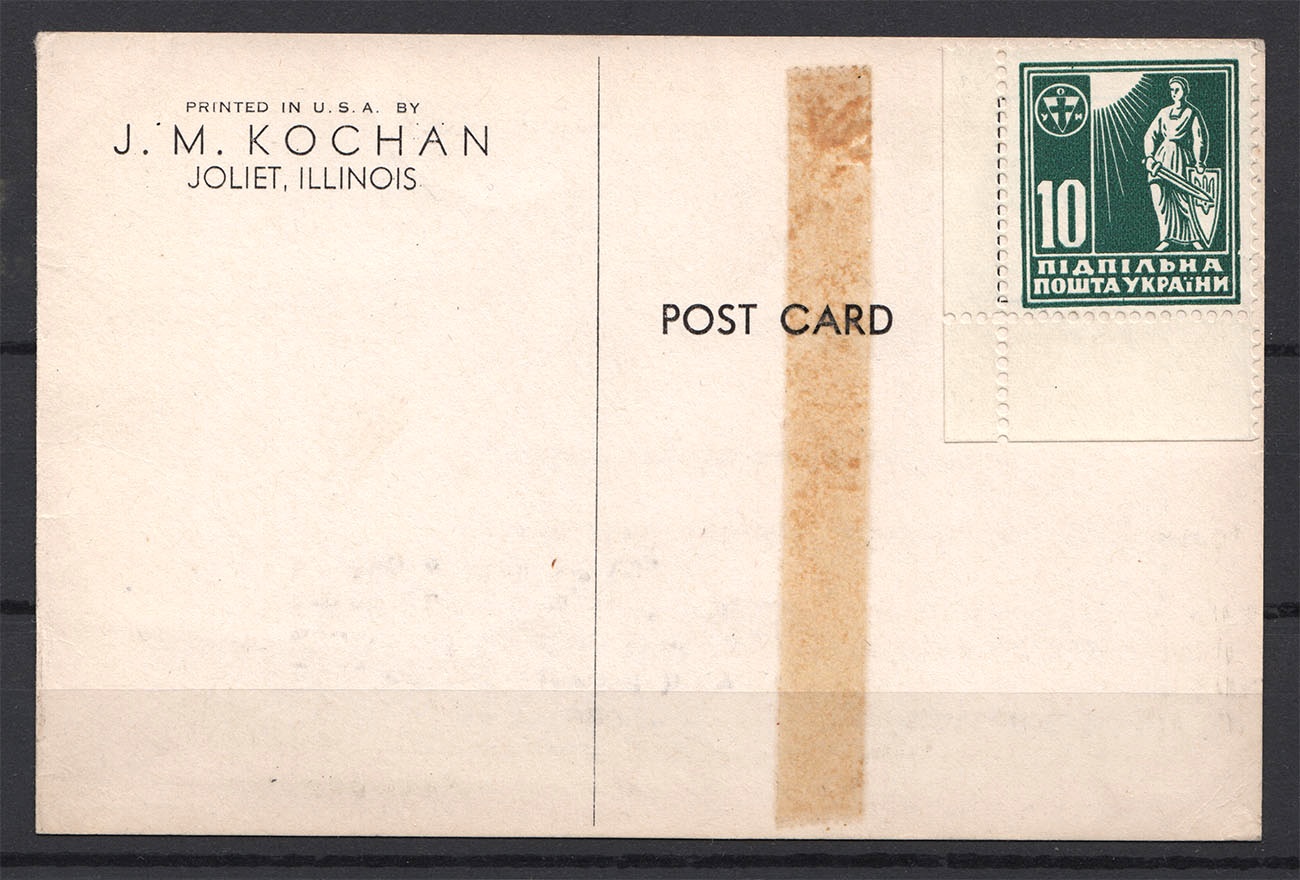 PRINTED IN U.S.A. BY
J. M. KOCHAN
JOLIET, ILLINOIS
POST CARD
О
У Н
10
ПІДПІЛЬНА
ПОШТА УКРАЇНИ